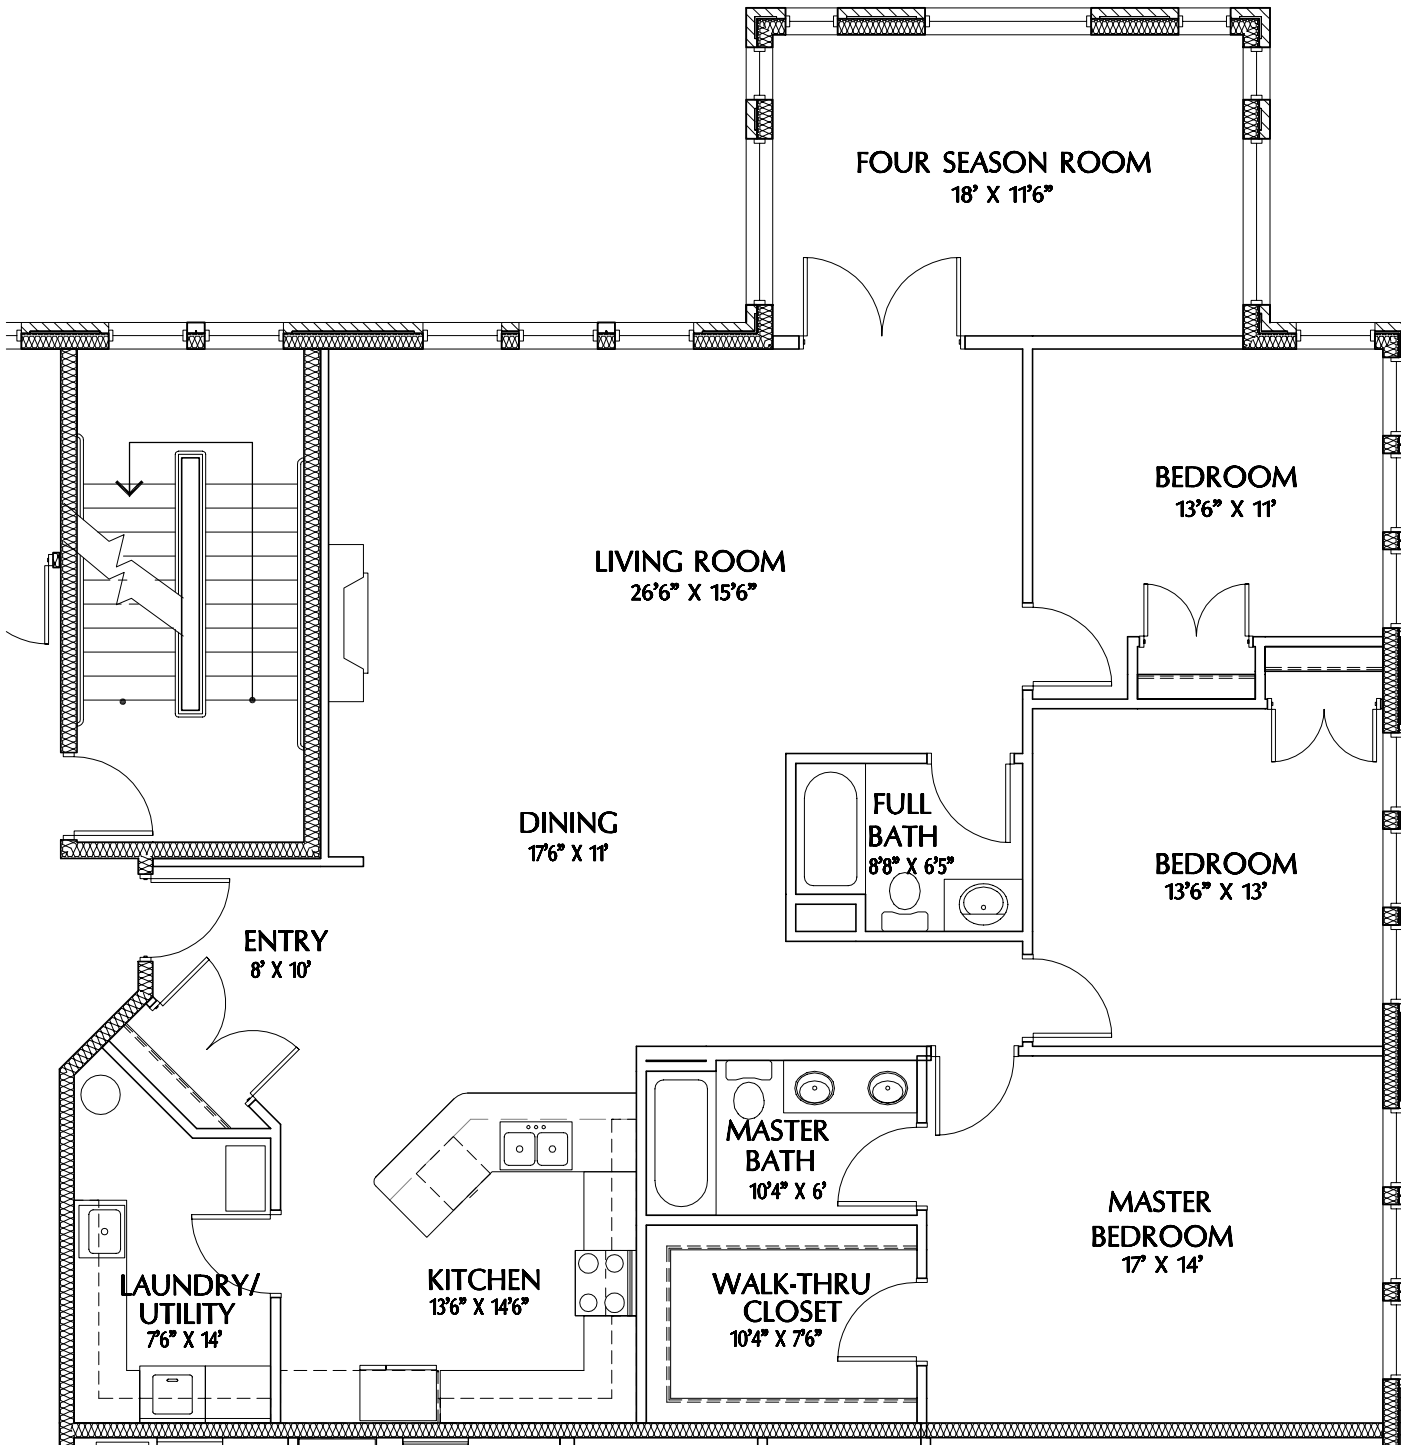 FOUR SEASON ROOM
18' X 11'6"
BEDROOM
13'6" X 11'
LIVING ROOM
26'6" X 15'6"
FULL
BATH
8'8" X 6'5"
DINING
17'6" X 11'
BEDROOM
13'6" X 13'
ENTRY
8' X 10'
MASTER
BATH
10'4" X 6'
MASTER
BEDROOM
17' X 14'
LAUNDRY/
UTILITY
7'6" X 14'
KITCHEN
13'6" X 14'6"
WALK-THRU
CLOSET
10'4" X 7'6"